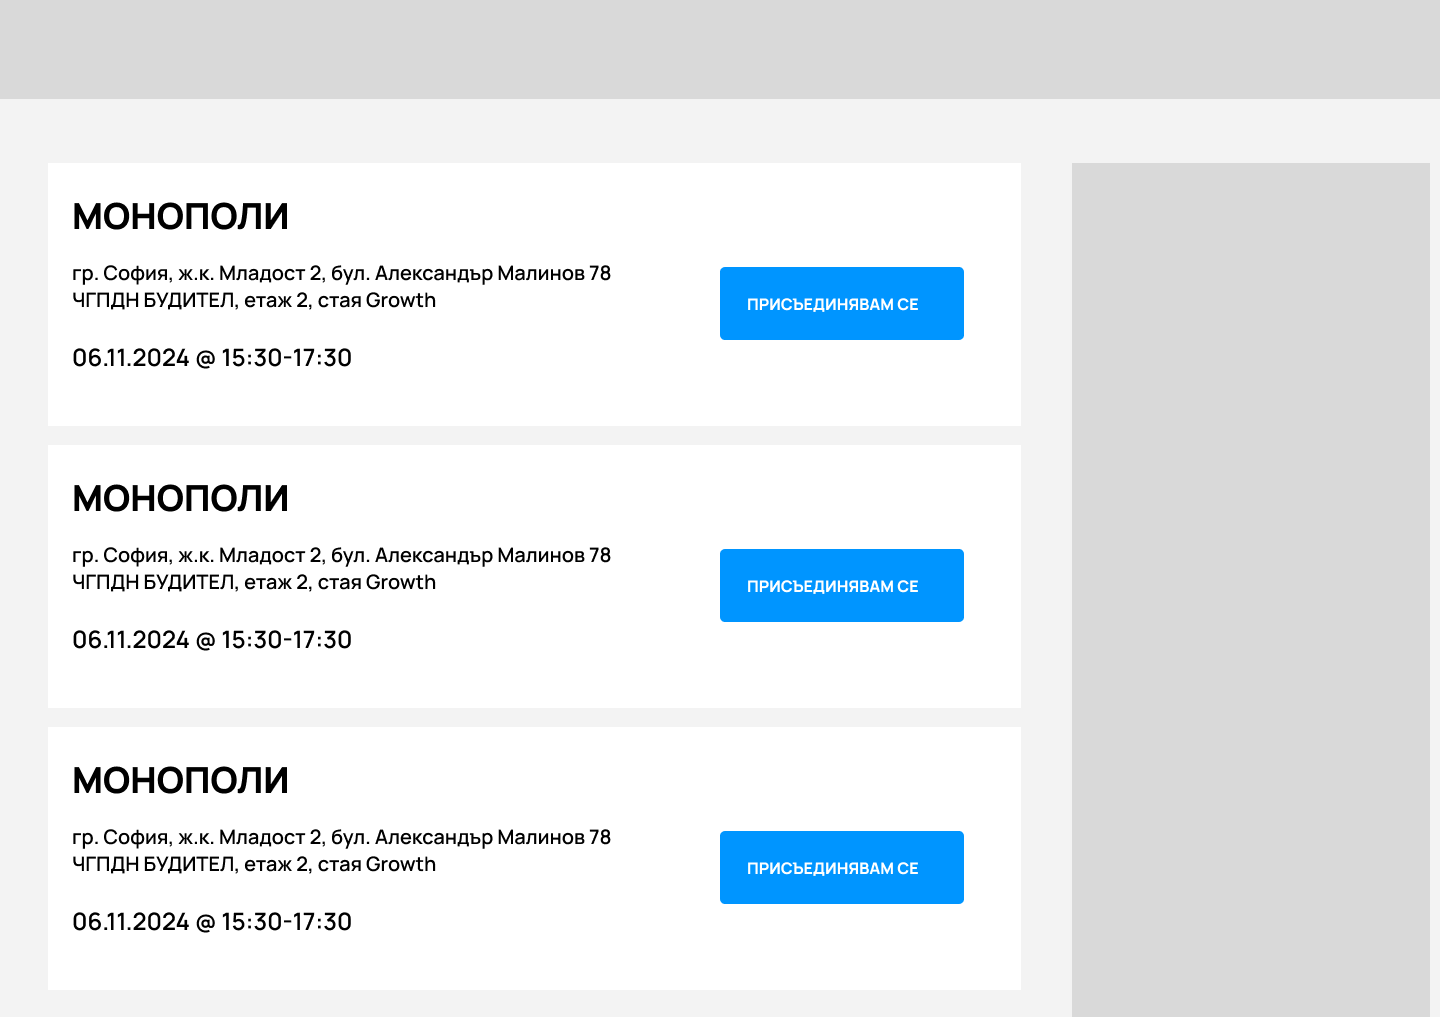 МОНОПОЛИ
гр. София, ж.к. Младост 2, бул. Александър Малинов 78
ЧГПДН БУДИТЕЛ, етаж 2, стая Growth
ПРИСЪЕДИНЯВАМ СЕ
06.11.2024 @ 15:30-17:30
МОНОПОЛИ
гр. София, ж.к. Младост 2, бул. Александър Малинов 78
ЧГПДН БУДИТЕЛ, етаж 2, стая Growth
ПРИСЪЕДИНЯВАМ СЕ
06.11.2024 @ 15:30-17:30
МОНОПОЛИ
гр. София, ж.к. Младост 2, бул. Александър Малинов 78
ЧГПДН БУДИТЕЛ, етаж 2, стая Growth
ПРИСЪЕДИНЯВАМ СЕ
06.11.2024 @ 15:30-17:30